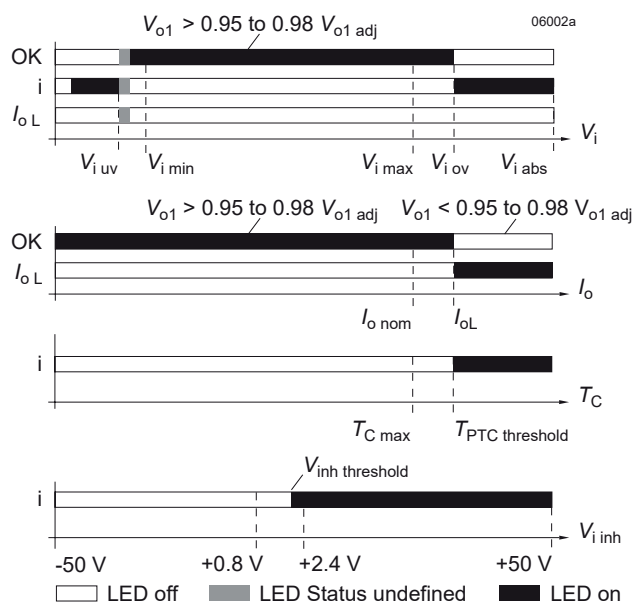 V_o1 > 0.95 to 0.98 V_o1 adj
06002a
OK
i
I_o L
V_i
V_i uv
V_i min
V_i max
V_i ov
V_i abs
V_o1 > 0.95 to 0.98 V_o1 adj
V_o1 < 0.95 to 0.98 V_o1 adj
OK
I_o L
I_o
I_o nom
I_oL
i
T_C
T_C max
T_PTC threshold
V_inh threshold
i
V_i inh
-50 V
+0.8 V
+2.4 V
+50 V
LED off
LED Status undefined
LED on